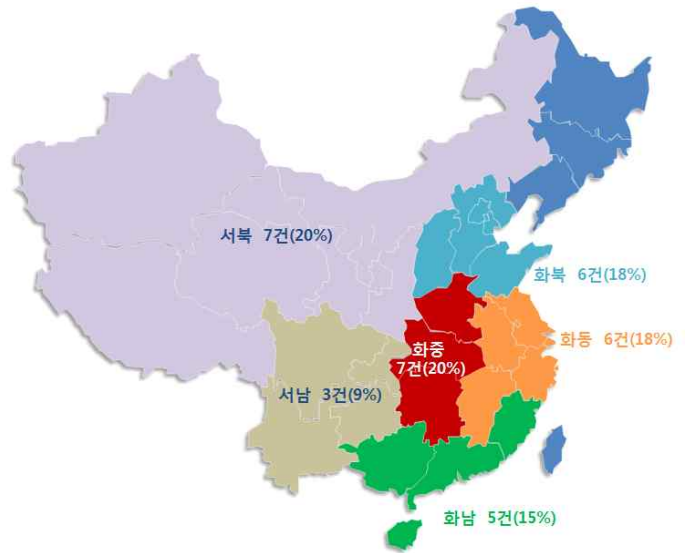 서북 7건(20%)
화북 6건(18%)
화동 6건(18%)
화중
7건(20%)
서남 3건(9%)
화남 5건(15%)